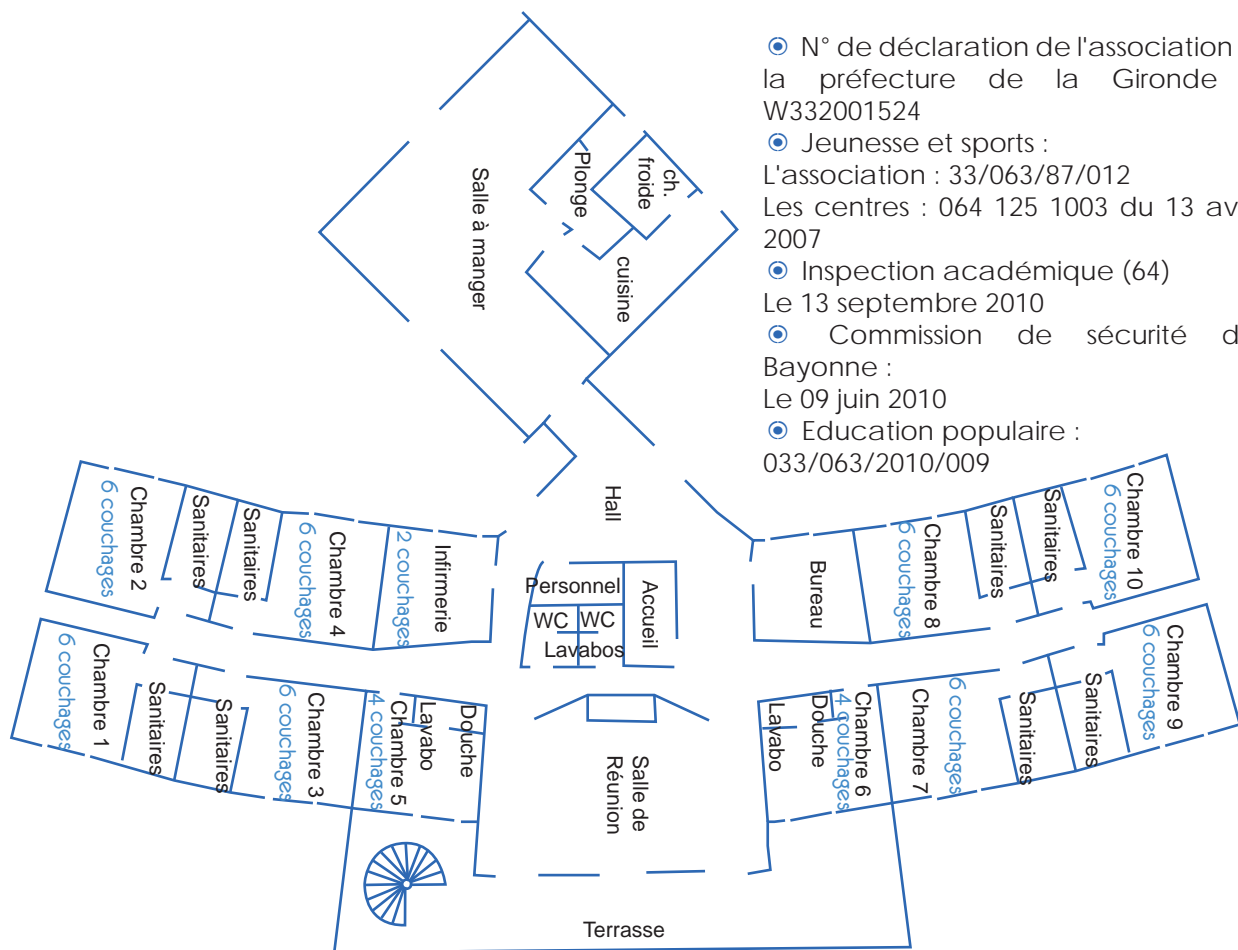 N° de déclaration de l'association
la préfecture de la Gironde
W332001524
Jeunesse et sports :
L'association : 33/063/87/012
Les centres : 064 125 1003 du 13 av
2007
Inspection académique (64)
Le 13 septembre 2010
Commission de sécurité d
Bayonne :
Le 09 juin 2010
Education populaire :
033/063/2010/009
Salle à manger
Plonge
ch.
froide
cuisine
Hall
Chambre 2
6 couchages
Sanitaires
Sanitaires
Chambre 4
6 couchages
Infirmerie
2 couchages
Personnel
WC
WC
Lavabos
Accueil
Bureau
Chambre 8
6 couchages
Sanitaires
Sanitaires
Chambre 10
6 couchages
Chambre 1
6 couchages
Sanitaires
Sanitaires
Chambre 3
6 couchages
Chambre 5
4 couchages
Lavabo
Douche
Salle de
Réunion
Lavabo
Douche
Chambre 6
4 couchages
Chambre 7
6 couchages
Sanitaires
Sanitaires
Chambre 9
6 couchages
Terrasse